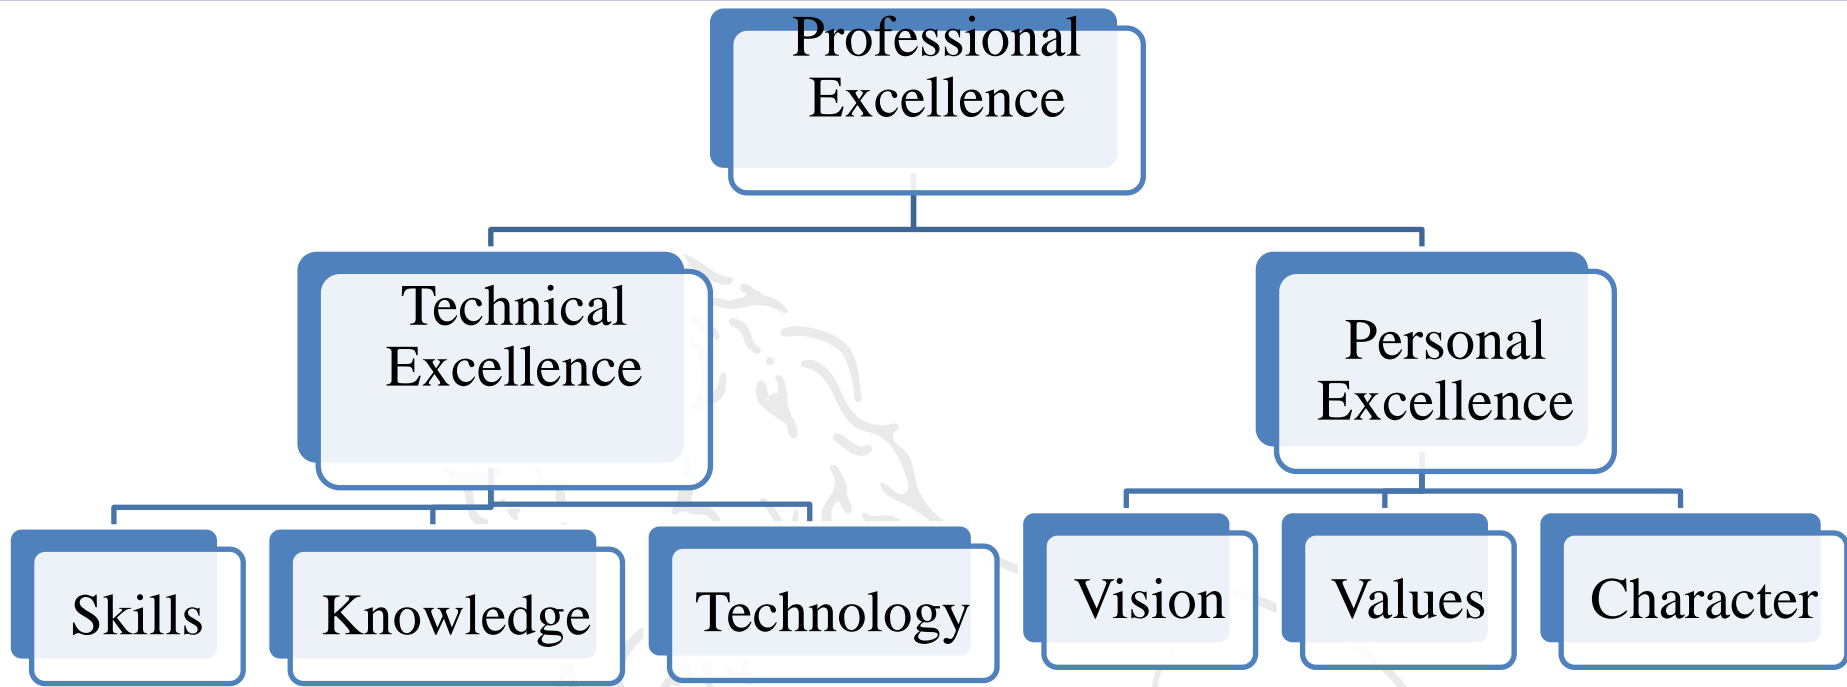 Professional
Excellence
Technical
Excellence
Personal
Excellence
Skills
Knowledge
Technology
Vision
Values
Character